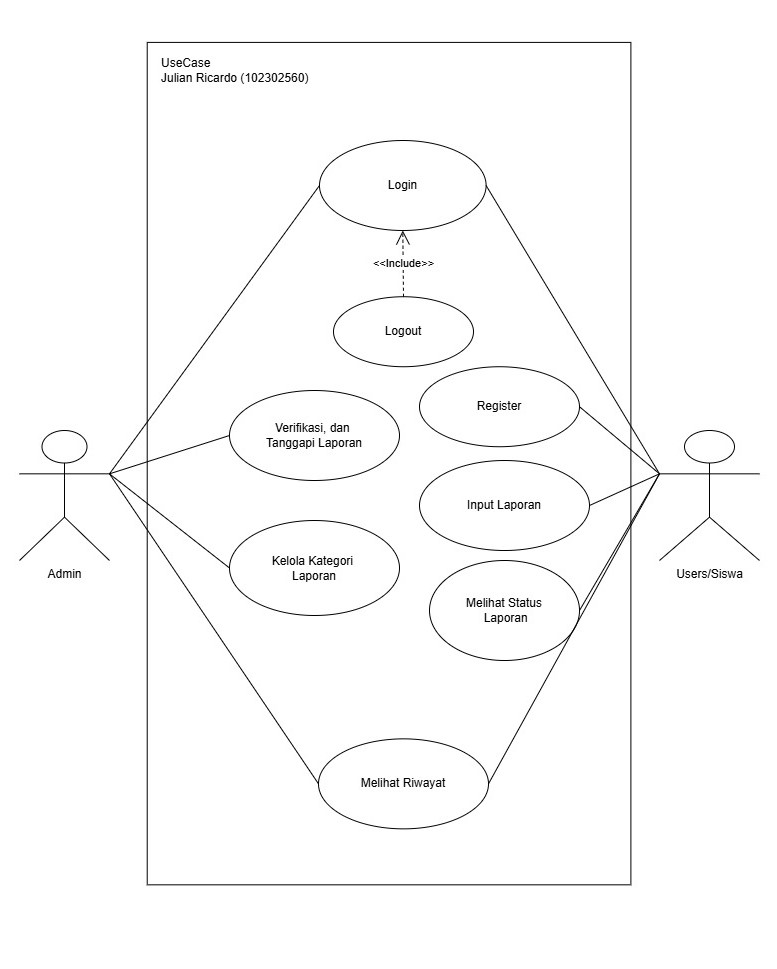 UseCase
Julian Ricardo (102302560)
Login
<<Include>>
Logout
Register
Verifikasi, dan
Tanggapi Laporan
Input Laporan
Kelola Kategori
Laporan
Admin
Users/Siswa
Melihat Status
Laporan
Melihat Riwayat